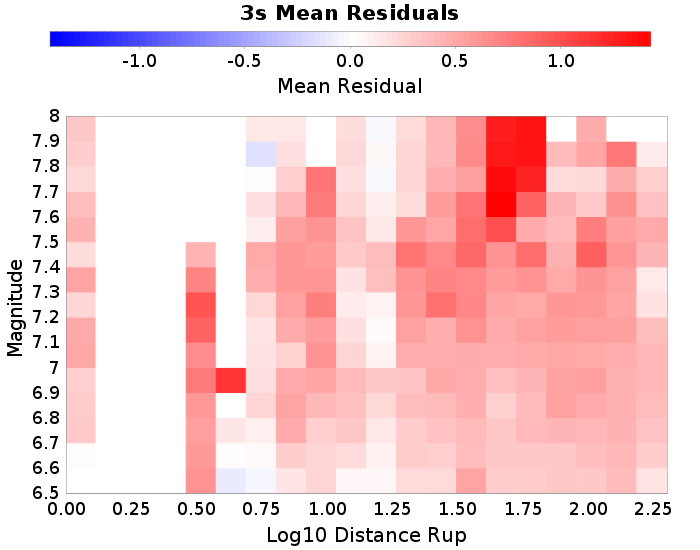 3s Mean Residuals
-1.0 -0.5 0.0 0.5 1.0
Mean Residual
8
7.9
7.8
7.7
7.6
7.5
7.4
7.3
7.2
7.1
7
6.9
6.8
6.7
6.6
6.5
Magnitude
0.00 0.25 0.50 0.75 1.00 1.25 1.50 1.75 2.00 2.25
Log10 Distance Rup